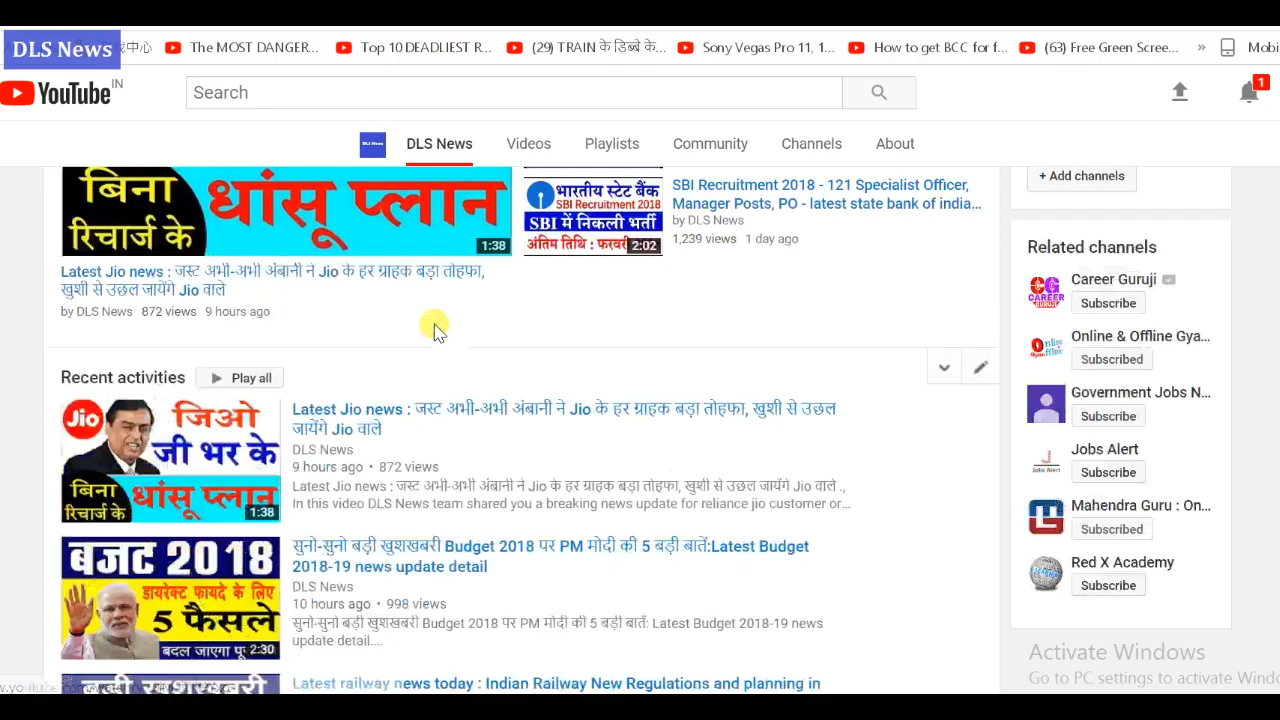 DLS News
The MOST DANGER...
Top 10 DEADLIEST R...
(29) TRAIN के डिब्बे के...
Sony Vegas Pro 11, 1...
How to get BCC for f...
(63) Free Green Scree...
»
Mobi
YouTube IN
Search
1
DLS News
Videos
Playlists
Community
Channels
About
बिना
रिचार्ज के
धांसू प्लान
1:38
भारतीय स्टेट बैंक
SBI Recruitment 2018
SBI में निकली भर्ती
अंतिम तिथि : फरवरी
2:02
SBI Recruitment 2018 - 121 Specialist Officer,
Manager Posts, PO - latest state bank of india...
by DLS News
1,239 views 1 day ago
+ Add channels
Latest Jio news : जस्ट अभी-अभी अंबानी ने Jio के हर ग्राहक बड़ा तोहफा,
खुशी से उछल जायेंगे Jio वाले
by DLS News 872 views 9 hours ago
Related channels
Career Guruji
Subscribe
Online & Offline Gya...
Subscribed
Government Jobs N...
Subscribe
Jobs Alert
Subscribe
Mahendra Guru : On...
Subscribed
Red X Academy
Subscribe
Recent activities
Play all
Jio
जिओ
जी भर के
बिना
रिचार्ज के
धांसू प्लान
1:38
Latest Jio news : जस्ट अभी-अभी अंबानी ने Jio के हर ग्राहक बड़ा तोहफा, खुशी से उछल
जायेंगे Jio वाले
DLS News
9 hours ago • 872 views
Latest Jio news : जस्ट अभी-अभी अंबानी ने Jio के हर ग्राहक बड़ा तोहफा, खुशी से उछल जायेंगे Jio वाले .,
In this video DLS News team shared you a breaking news update for reliance jio customer or...
बजट 2018
डायरेक्ट फायदे के लिए
5 फैसले
बदल जाएगा
2:30
सुनो-सुनो बड़ी खुशखबरी Budget 2018 पर PM मोदी की 5 बड़ी बातें:Latest Budget
2018-19 news update detail
DLS News
10 hours ago • 998 views
सुनो-सुनो बड़ी खुशखबरी Budget 2018 पर PM मोदी की 5 बड़ी बातें: Latest Budget 2018-19 news
update detail....
Latest railway news today : Indian Railway New Regulations and planning in
Activate Windows
Go to PC settings to activate Wind